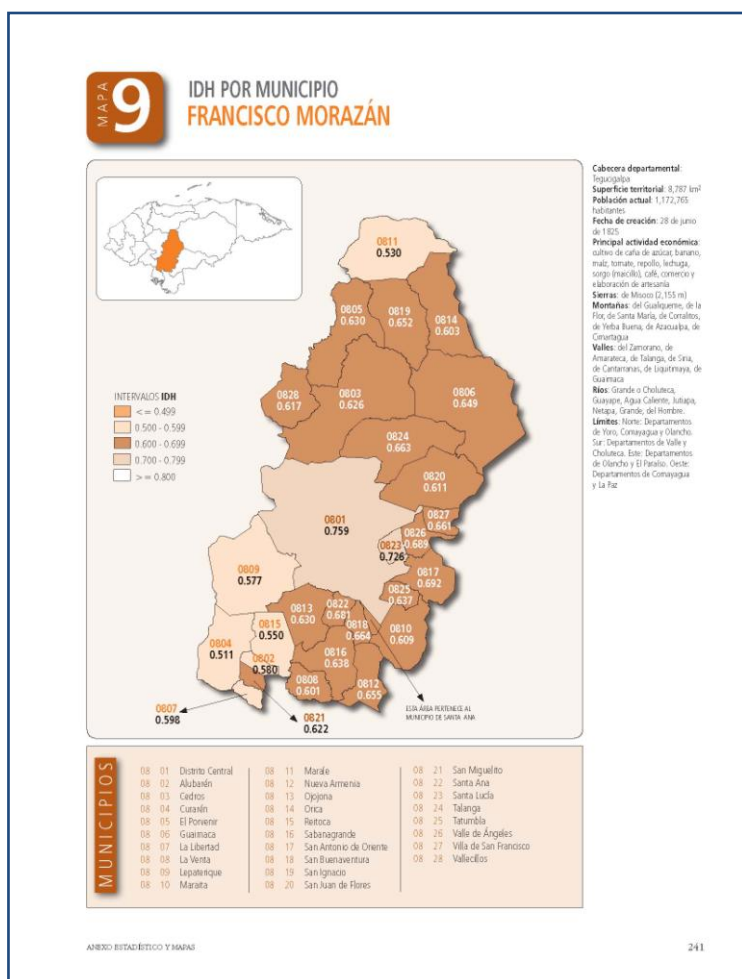 MAPA
9
IDH POR MUNICIPIO
FRANCISCO MORAZÁN
0811
0.530
0805
0.630
0819
0.652
0814
0.603
0828
0.617
0803
0.626
0806
0.649
0824
0.663
0820
0.611
0801
0.759
0827
0.661
0826
0.689
0823
0.726
0817
0.692
0825
0.637
0809
0.577
0813
0.630
0822
0.681
0818
0.664
0810
0.609
0815
0.550
0804
0.511
0802
0.580
0816
0.638
0808
0.601
0812
0.655
0807
0.598
0821
0.622
ESTA ÁREA PERTENECE AL
MUNICIPIO DE SANTA ANA
INTERVALOS IDH
< = 0.499
0.500 - 0.599
0.600 - 0.699
0.700 - 0.799
> = 0.800
Cabecera departamental:
Tegucigalpa
Superficie territorial: 8,787 km²
Población actual: 1,172,765
habitantes
Fecha de creación: 28 de junio
de 1825
Principal actividad económica:
cultivo de caña de azúcar, banano,
maíz, tomate, repollo, lechuga,
sorgo (maicillo), café, comercio y
elaboración de artesanía
Sierras: de Misoco (2,155 m)
Montañas: del Gualiqueme, de la
Flor, de Santa María, de Corralitos,
de Yerba Buena, de Azacualpa, de
Comartagua
Valles: del Zamorano, de
Amarateca, de Talanga, de Siria,
de Cantarranas, de Liquitimaya, de
Guaimaca
Ríos: Grande o Choluteca,
Guayape, Agua Caliente, Jutiapa,
Netapa, Grande, del Hombre.
Límites: Norte: Departamentos
de Yoro, Comayagua y Olancho.
Sur: Departamentos de Valle y
Choluteca. Este: Departamentos
de Olancho y El Paraíso. Oeste:
Departamentos de Comayagua
y La Paz
MUNICIPIOS
08 01 Distrito Central
08 02 Alubarén
08 03 Cedros
08 04 Curarén
08 05 El Porvenir
08 06 Guaimaca
08 07 La Libertad
08 08 La Venta
08 09 Lepaterique
08 10 Maraita
08 11 Marale
08 12 Nueva Armenia
08 13 Ojojona
08 14 Orica
08 15 Reitoca
08 16 Sabanagrande
08 17 San Antonio de Oriente
08 18 San Buenaventura
08 19 San Ignacio
08 20 San Juan de Flores
08 21 San Miguelito
08 22 Santa Ana
08 23 Santa Lucía
08 24 Talanga
08 25 Tatumbla
08 26 Valle de Ángeles
08 27 Villa de San Francisco
08 28 Vallecillos
ANEXO ESTADÍSTICO Y MAPAS
241